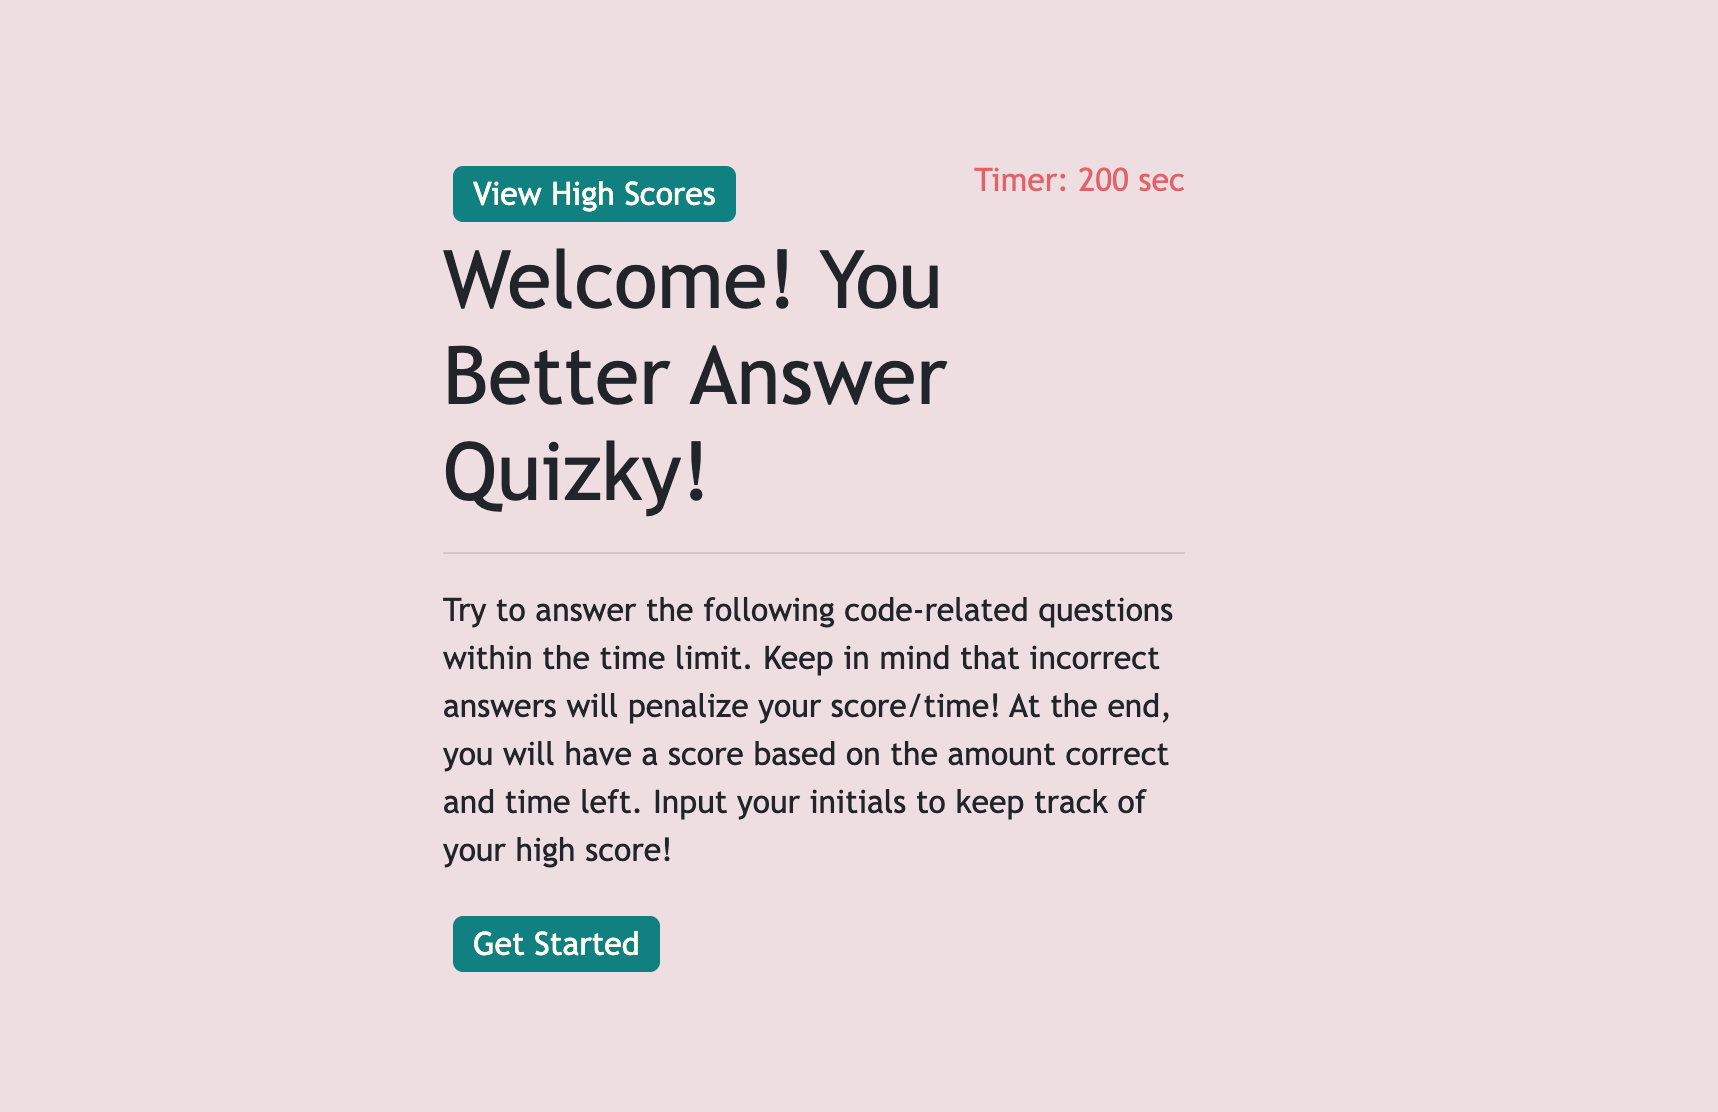 View High Scores
Timer: 200 sec
Welcome! You
Better Answer
Quizky!
Try to answer the following code-related questions
within the time limit. Keep in mind that incorrect
answers will penalize your score/time! At the end,
you will have a score based on the amount correct
and time left. Input your initials to keep track of
your high score!
Get Started